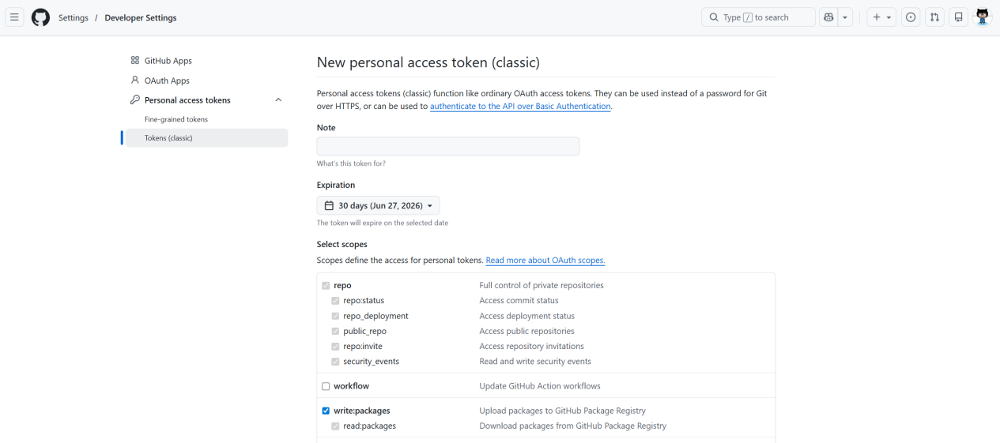 Settings / Developer Settings
Type / to search
GitHub Apps
OAuth Apps
Personal access tokens
Fine-grained tokens
Tokens (classic)
New personal access token (classic)
Personal access tokens (classic) function like ordinary OAuth access tokens. They can be used instead of a password for Git
over HTTPS, or can be used to authenticate to the API over Basic Authentication.
Note
What's this token for?
Expiration
30 days (Jun 27, 2026)
The token will expire on the selected date
Select scopes
Scopes define the access for personal tokens. Read more about OAuth scopes.
repo Full control of private repositories
repo:status Access commit status
repo_deployment Access deployment status
public_repo Access public repositories
repo:invite Access repository invitations
security_events Read and write security events
workflow Update GitHub Action workflows
write:packages Upload packages to GitHub Package Registry
read:packages Download packages from GitHub Package Registry